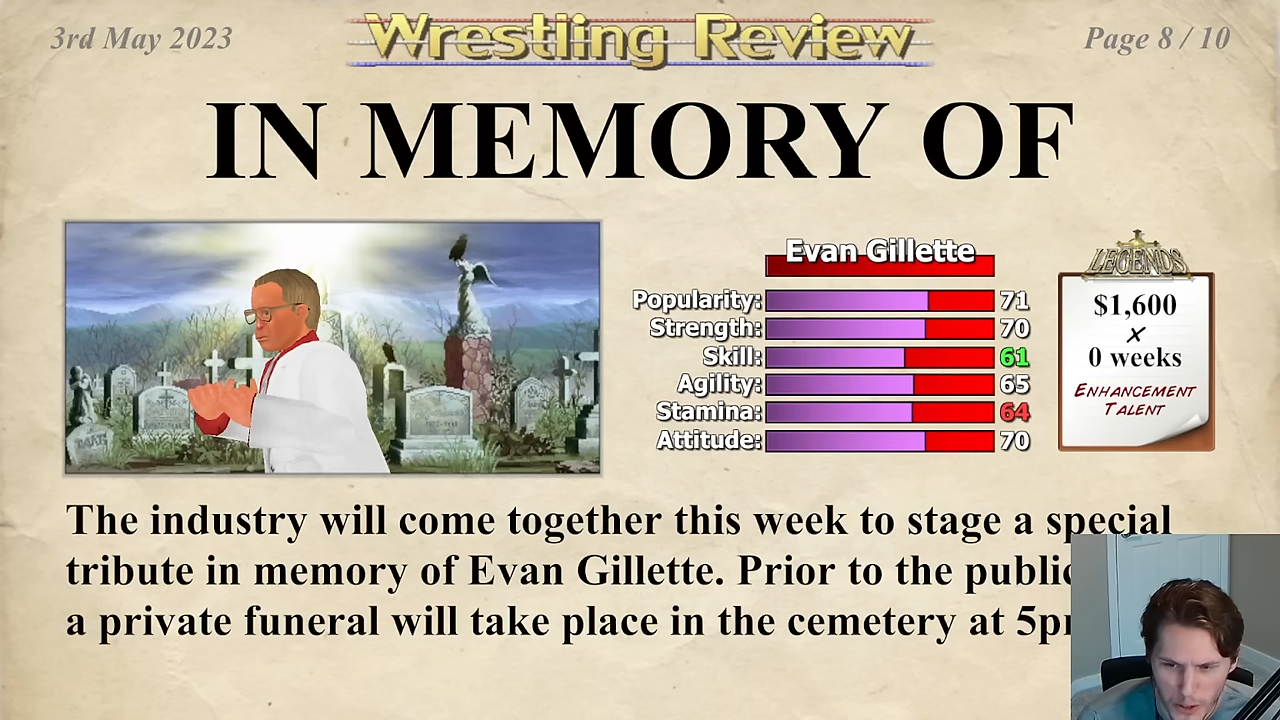 3rd May 2023
Wrestling Review
Page 8 / 10
IN MEMORY OF
Evan Gillette
Popularity: 71
Strength: 70
Skill: 61
Agility: 65
Stamina: 64
Attitude: 70
LEGENDS
$1,600
x
0 weeks
ENHANCEMENT
TALENT
The industry will come together this week to stage a special
tribute in memory of Evan Gillette. Prior to the public
a private funeral will take place in the cemetery at